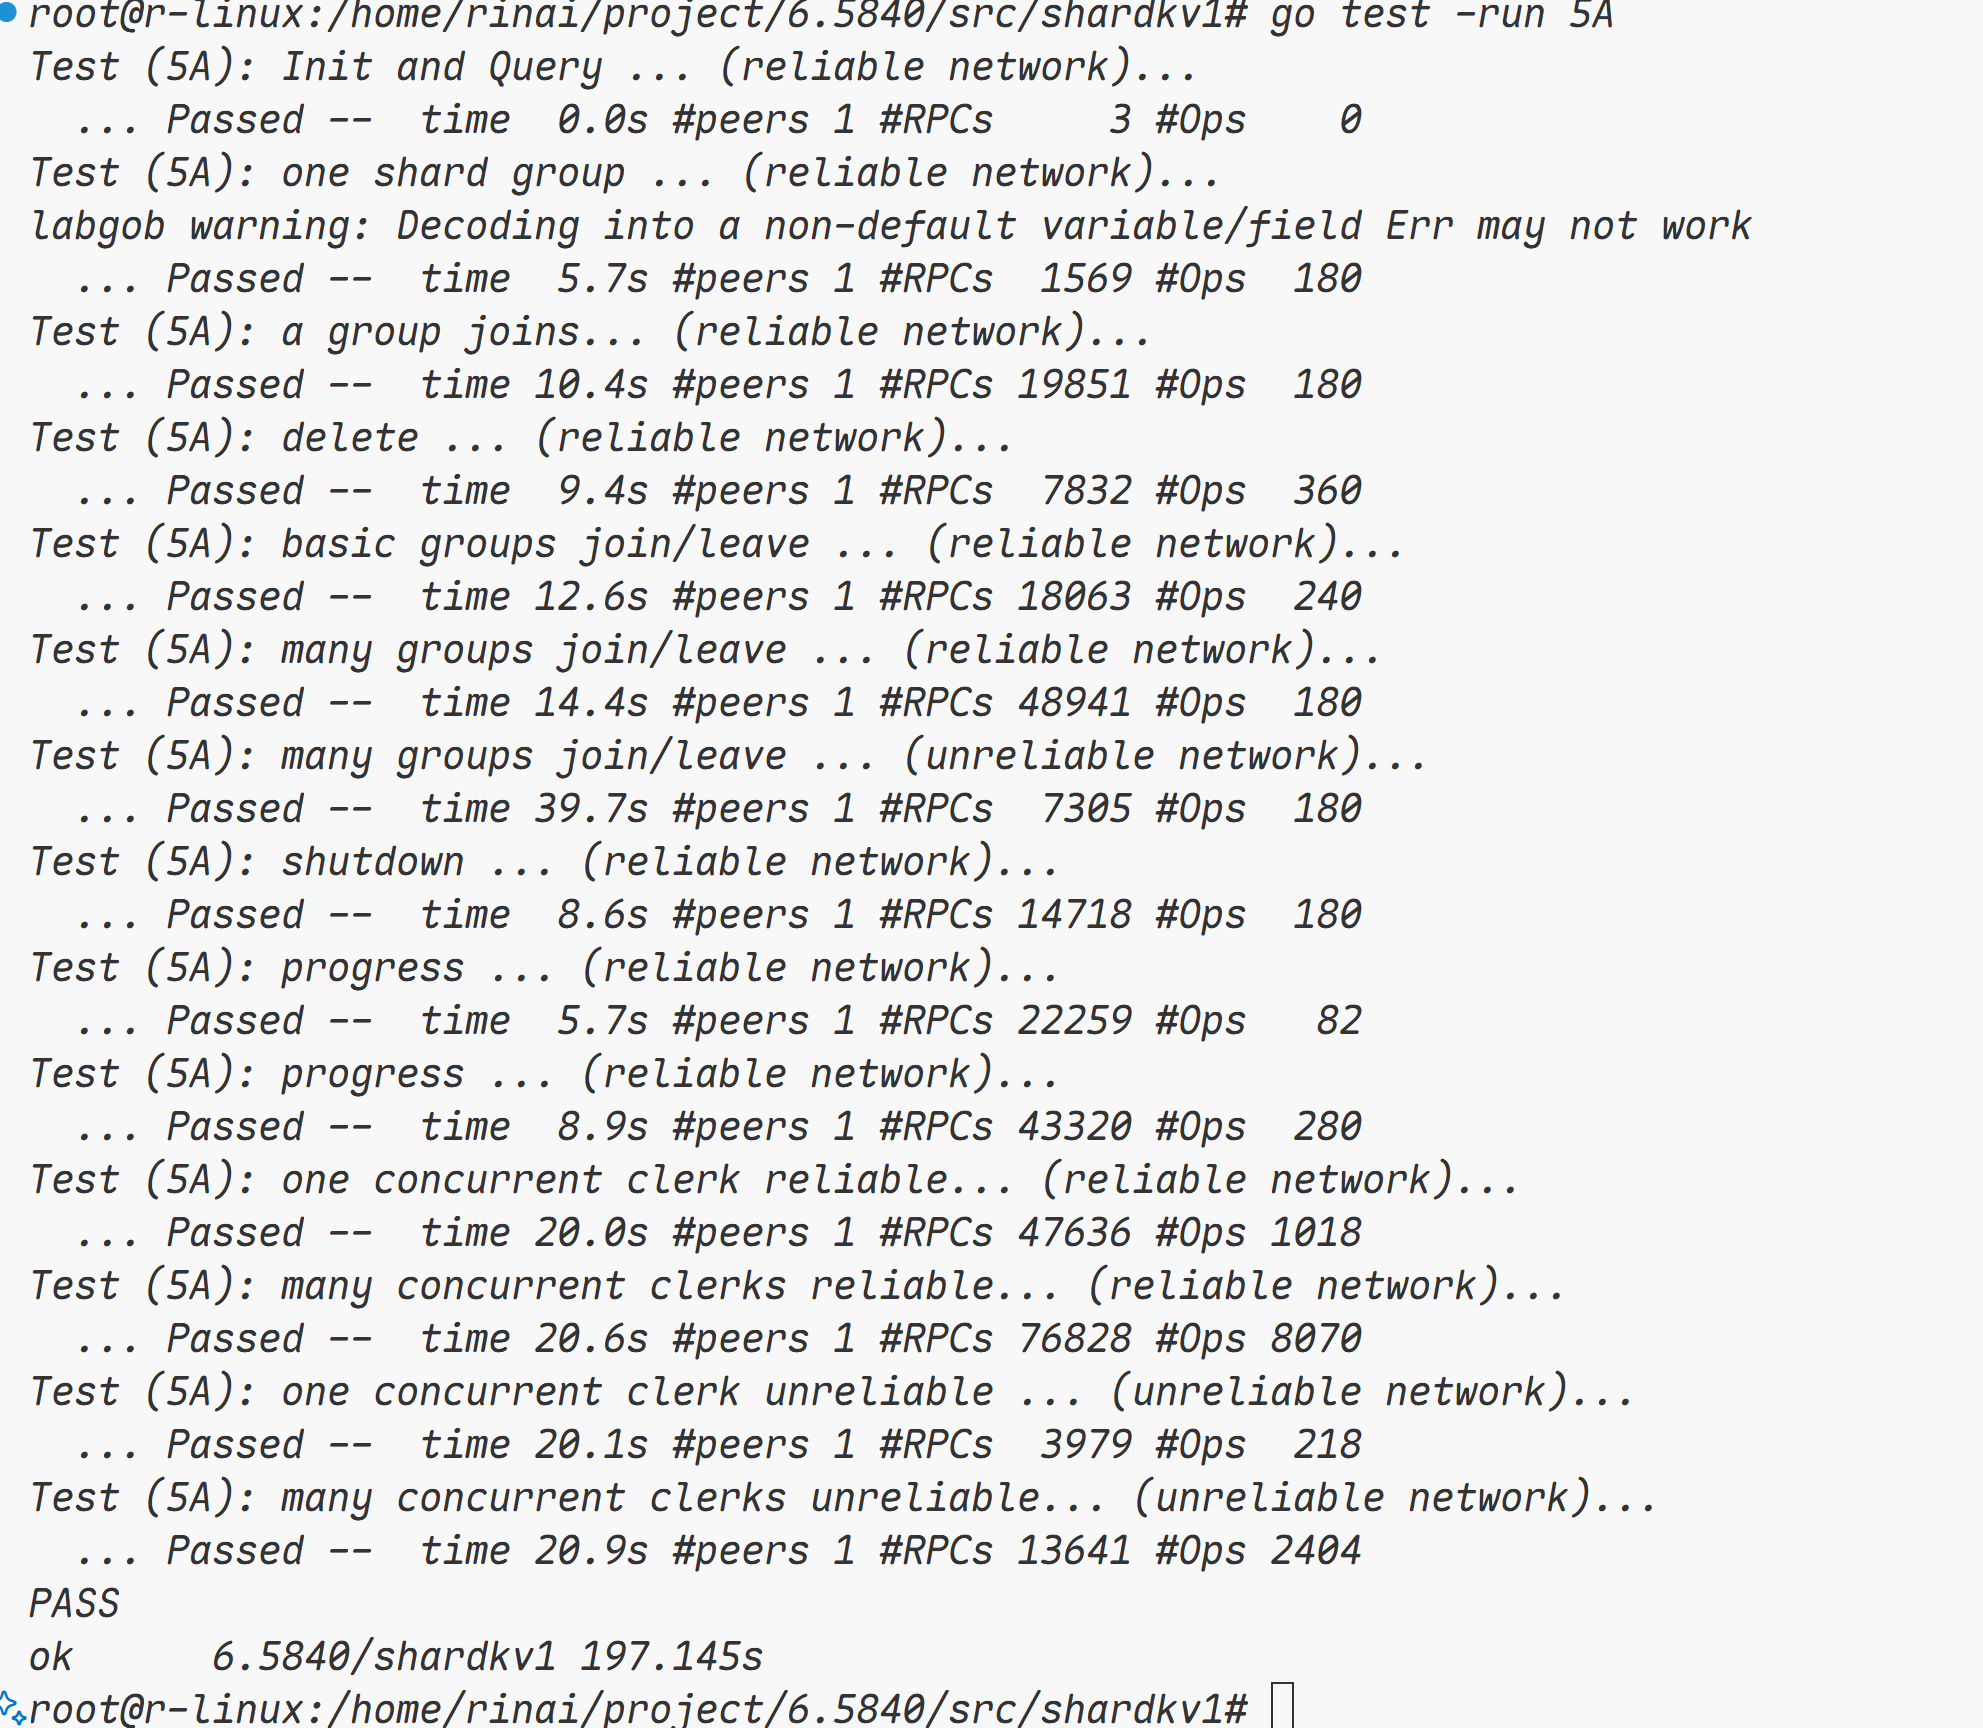 root@r-linux:/home/rinai/project/6.5840/src/shardkv1# go test -run 5A
Test (5A): Init and Query ... (reliable network)...
  ... Passed --  time  0.0s #peers 1 #RPCs     3 #Ops    0
Test (5A): one shard group ... (reliable network)...
labgob warning: Decoding into a non-default variable/field Err may not work
  ... Passed --  time  5.7s #peers 1 #RPCs  1569 #Ops  180
Test (5A): a group joins... (reliable network)...
  ... Passed --  time 10.4s #peers 1 #RPCs 19851 #Ops  180
Test (5A): delete ... (reliable network)...
  ... Passed --  time  9.4s #peers 1 #RPCs  7832 #Ops  360
Test (5A): basic groups join/leave ... (reliable network)...
  ... Passed --  time 12.6s #peers 1 #RPCs 18063 #Ops  240
Test (5A): many groups join/leave ... (reliable network)...
  ... Passed --  time 14.4s #peers 1 #RPCs 48941 #Ops  180
Test (5A): many groups join/leave ... (unreliable network)...
  ... Passed --  time 39.7s #peers 1 #RPCs  7305 #Ops  180
Test (5A): shutdown ... (reliable network)...
  ... Passed --  time  8.6s #peers 1 #RPCs 14718 #Ops  180
Test (5A): progress ... (reliable network)...
  ... Passed --  time  5.7s #peers 1 #RPCs 22259 #Ops   82
Test (5A): progress ... (reliable network)...
  ... Passed --  time  8.9s #peers 1 #RPCs 43320 #Ops  280
Test (5A): one concurrent clerk reliable... (reliable network)...
  ... Passed --  time 20.0s #peers 1 #RPCs 47636 #Ops 1018
Test (5A): many concurrent clerks reliable... (reliable network)...
  ... Passed --  time 20.6s #peers 1 #RPCs 76828 #Ops 8070
Test (5A): one concurrent clerk unreliable ... (unreliable network)...
  ... Passed --  time 20.1s #peers 1 #RPCs  3979 #Ops  218
Test (5A): many concurrent clerks unreliable... (unreliable network)...
  ... Passed --  time 20.9s #peers 1 #RPCs 13641 #Ops 2404
PASS
ok      6.5840/shardkv1 197.145s
root@r-linux:/home/rinai/project/6.5840/src/shardkv1#